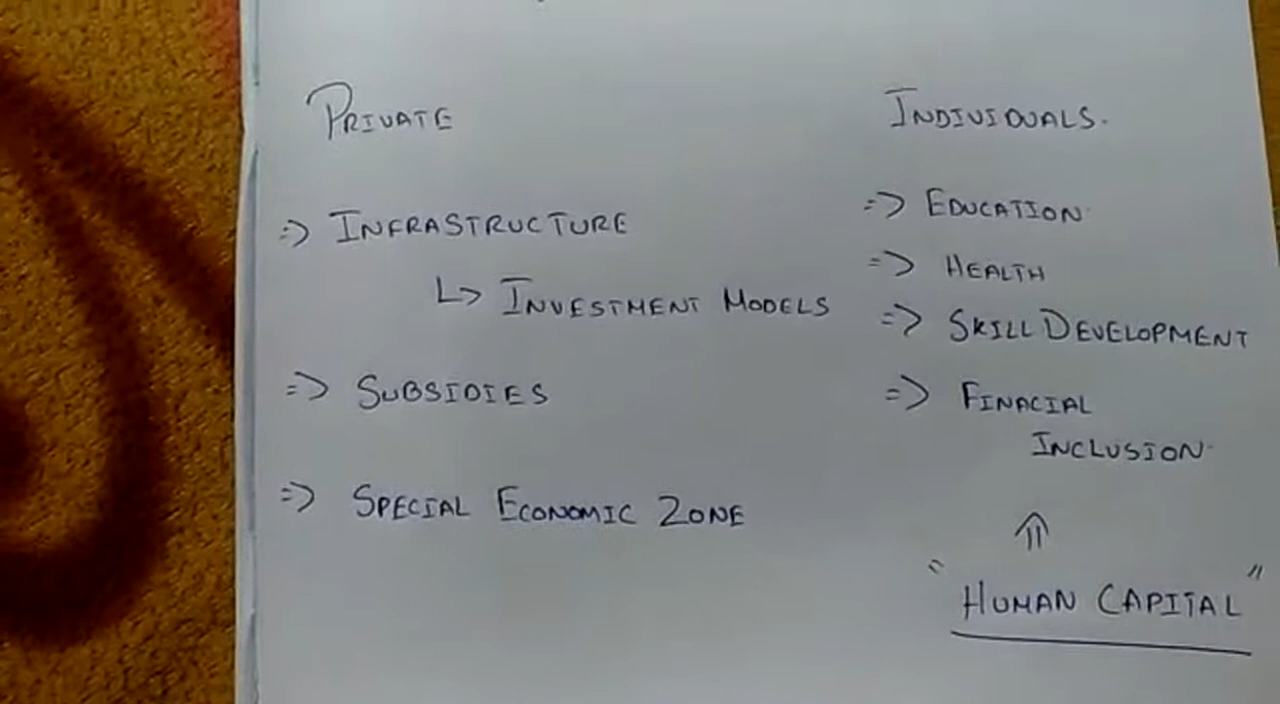 PRIVATE
=> INFRASTRUCTURE
↳ INVESTMENT MODELS
=> SUBSIDIES
=> SPECIAL ECONOMIC ZONE
INDIVIDUALS.
=> EDUCATION
=> HEALTH
=> SKILL DEVELOPMENT
=> FINACIAL
INCLUSION.
⇑
"HUMAN CAPITAL"